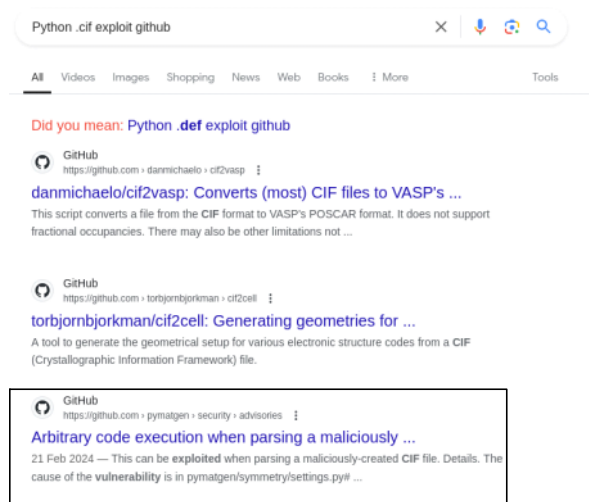 Python .cif exploit github
All Videos Images Shopping News Web Books More Tools
Did you mean: Python .def exploit github
GitHub
https://github.com › danmichaelo › cif2vasp
danmichaelo/cif2vasp: Converts (most) CIF files to VASP's ...
This script converts a file from the CIF format to VASP's POSCAR format. It does not support
fractional occupancies. There may also be other limitations not ...
GitHub
https://github.com › torbjornbjorkman › cif2cell
torbjornbjorkman/cif2cell: Generating geometries for ...
A tool to generate the geometrical setup for various electronic structure codes from a CIF
(Crystallographic Information Framework) file.
GitHub
https://github.com › pymatgen › security › advisories
Arbitrary code execution when parsing a maliciously ...
21 Feb 2024 — This can be exploited when parsing a maliciously-created CIF file. Details. The
cause of the vulnerability is in pymatgen/symmetry/settings.py# ...